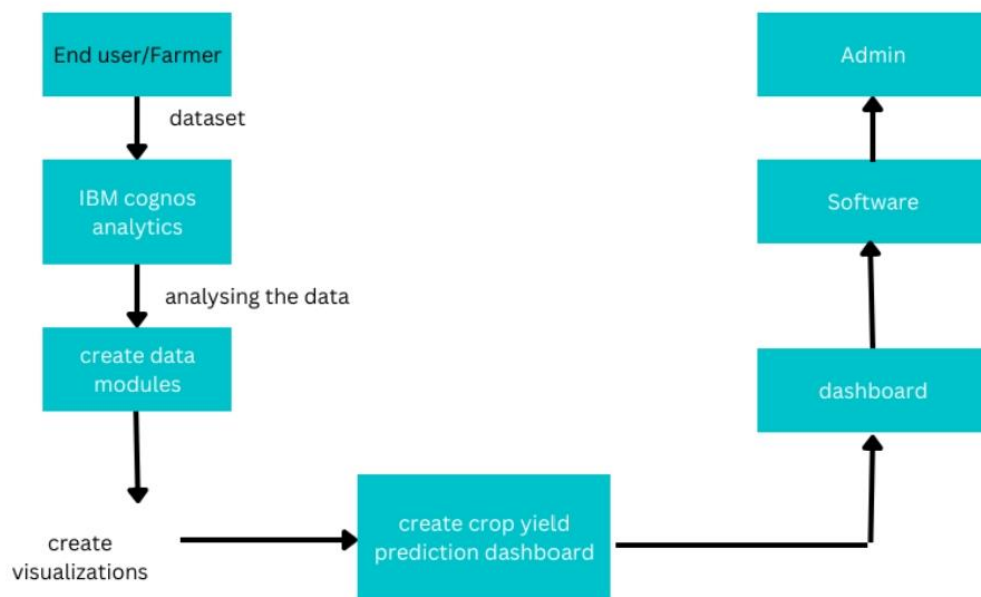 End user/Farmer
dataset
IBM cognos
analytics
analysing the data
create data
modules
create
visualizations
create crop yield
prediction dashboard
dashboard
Software
Admin